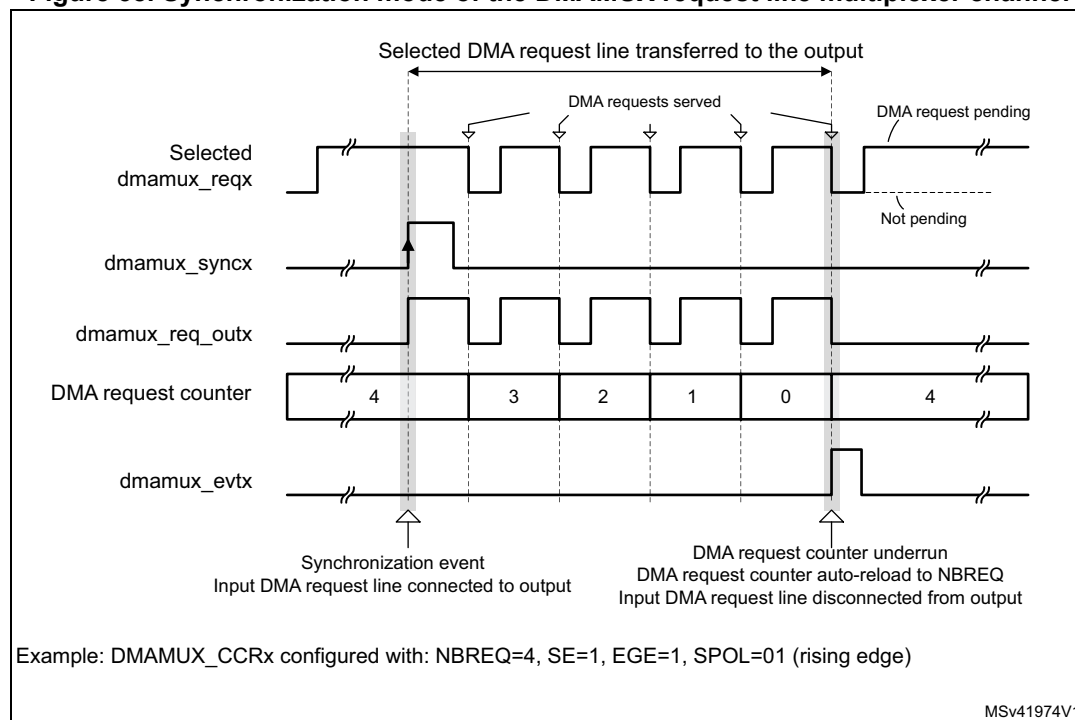 Selected DMA request line transferred to the output
DMA requests served
DMA request pending
Selected
dmamux_reqx
Not pending
dmamux_syncx
dmamux_req_outx
DMA request counter
4
3
2
1
0
4
dmamux_evtx
Synchronization event
Input DMA request line connected to output
DMA request counter underrun
DMA request counter auto-reload to NBREQ
Input DMA request line disconnected from output
Example: DMAMUX_CCRx configured with: NBREQ=4, SE=1, EGE=1, SPOL=01 (rising edge)
MSv41974V1